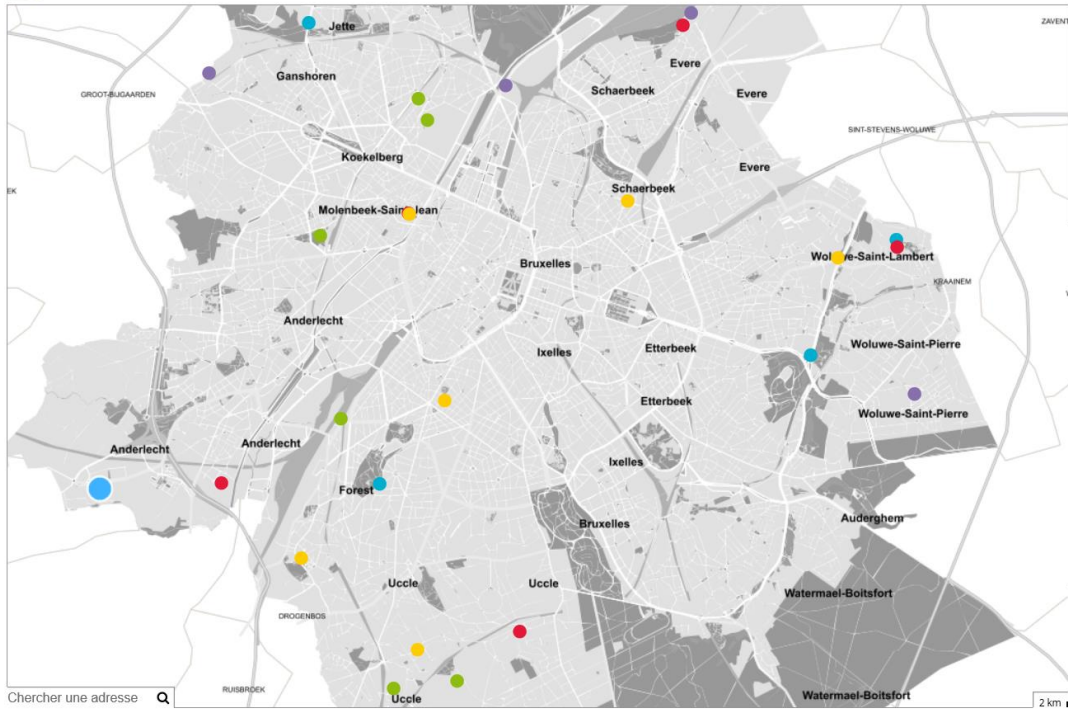 ZAVENT
Jette
Evere
Ganshoren
Schaerbeek
Evere
GROOT-BIJGAARDEN
SINT-STEVENS-WOLUWE
Koekelberg
Evere
EK
Schaerbeek
Molenbeek-Saint-Jean
Woluwe-Saint-Lambert
Bruxelles
KRAAINEM
Anderlecht
Woluwe-Saint-Pierre
Etterbeek
Ixelles
Etterbeek
Woluwe-Saint-Pierre
Anderlecht
Anderlecht
Ixelles
Forest
Auderghem
Bruxelles
Uccle
Uccle
Watermael-Boitsfort
DROGENBOS
RUISBROEK
Watermael-Boitsfort
Chercher une adresse
Uccle
2 km